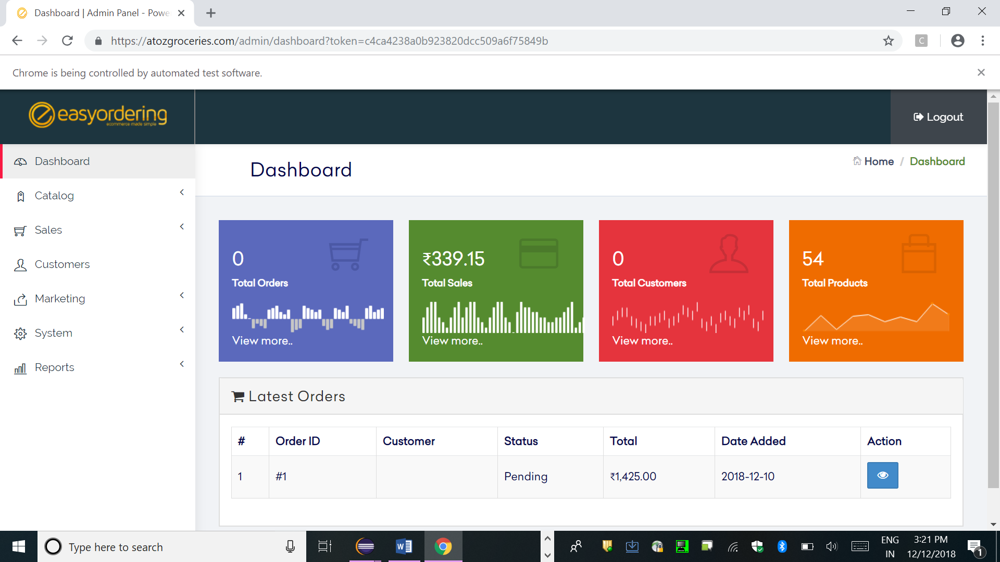 Dashboard | Admin Panel - Powe
https://atozgroceries.com/admin/dashboard?token=c4ca4238a0b923820dcc509a6f75849b
C
Chrome is being controlled by automated test software.
easyordering
ecommerce made simple
Logout
Dashboard
Catalog
Sales
Customers
Marketing
System
Reports
Dashboard
Home / Dashboard
0
Total Orders
View more..
₹339.15
Total Sales
View more..
0
Total Customers
View more..
54
Total Products
View more..
Latest Orders
# Order ID Customer Status Total Date Added Action
1 #1 Pending ₹1,425.00 2018-12-10
Type here to search
ENG
IN
3:21 PM
12/12/2018
1